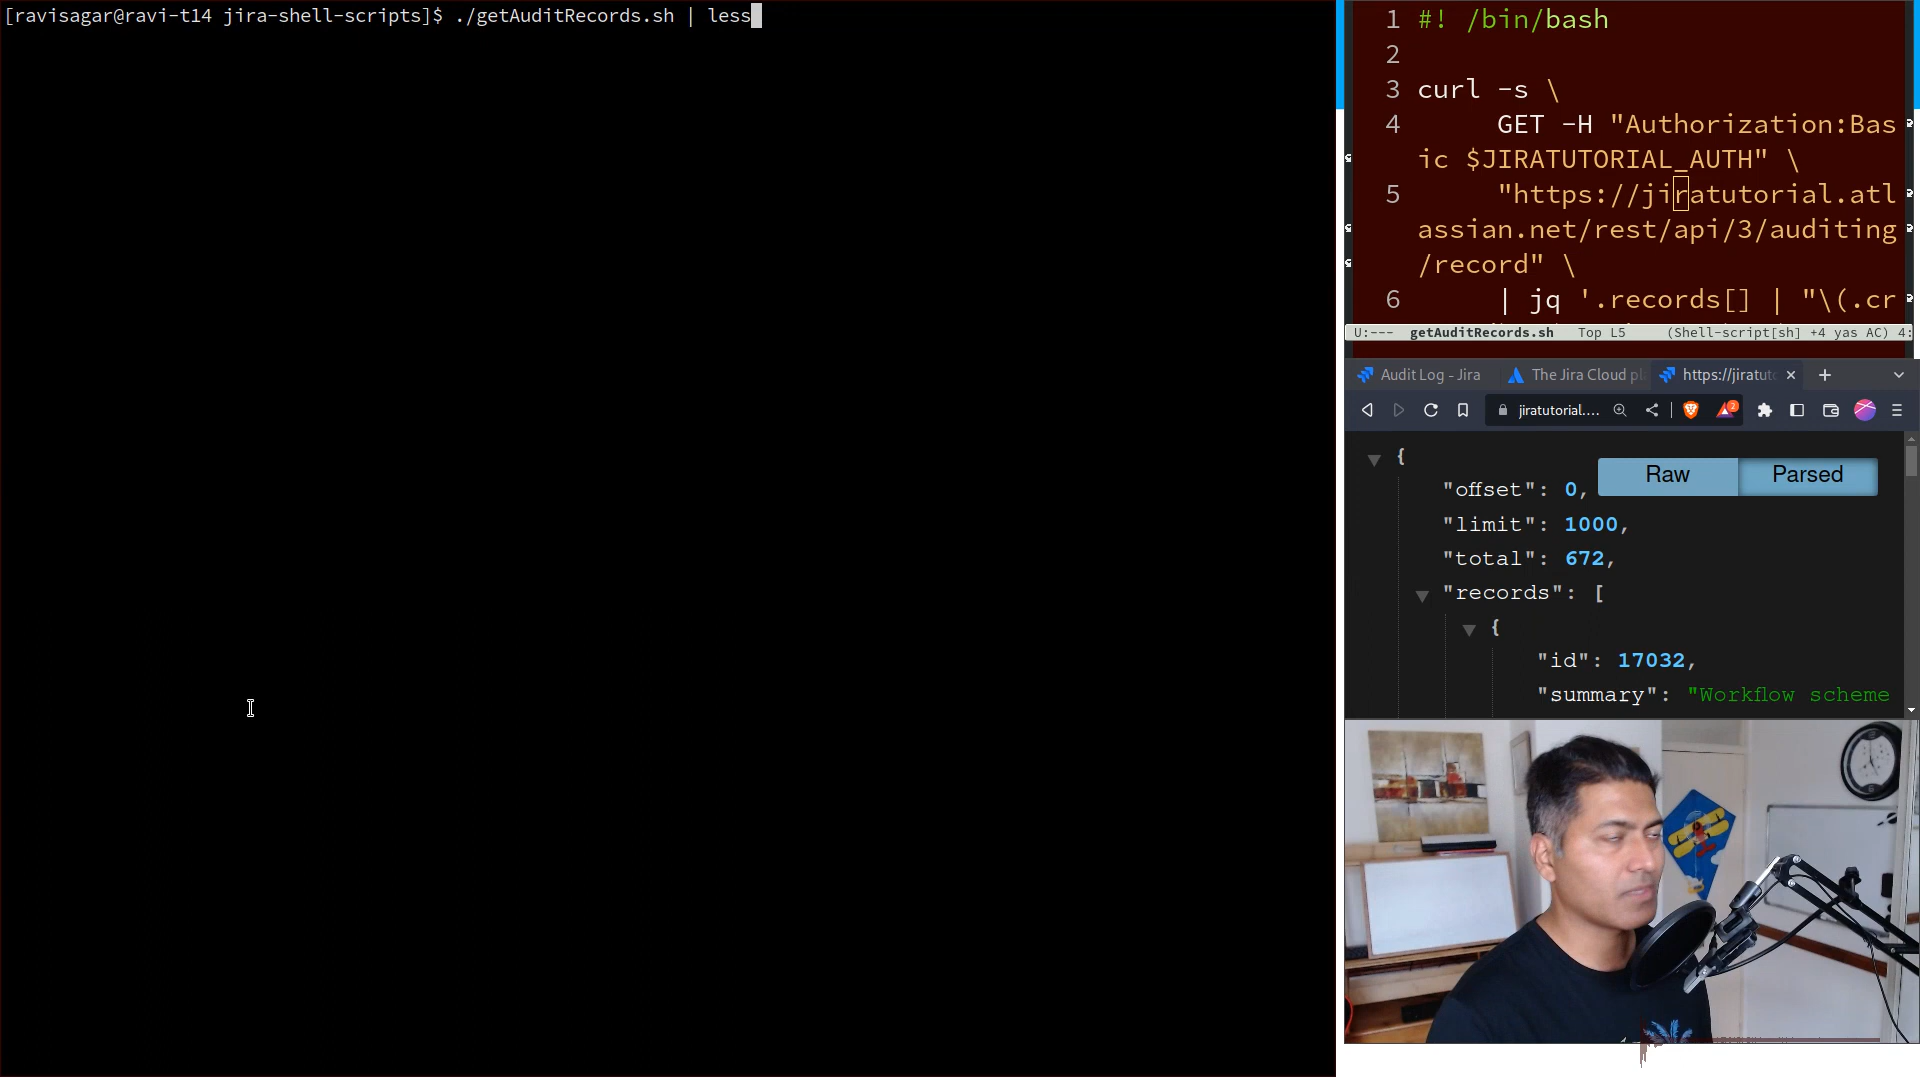 [ravisagar@ravi-t14 jira-shell-scripts]$ ./getAuditRecords.sh | less
1 #! /bin/bash
2
3 curl -s \
4 GET -H "Authorization:Bas
ic $JIRATUTORIAL_AUTH" \
5 "https://jiratutorial.atl
assian.net/rest/api/3/auditing
/record" \
6 | jq '.records[] | "\(.cr
U:--- getAuditRecords.sh Top L5 (Shell-script[sh] +4 yas AC) 4:
Audit Log - Jira
The Jira Cloud pl
https://jiratuto
jiratutorial....
2
Raw Parsed
{
"offset": 0,
"limit": 1000,
"total": 672,
"records": [
{
"id": 17032,
"summary": "Workflow scheme